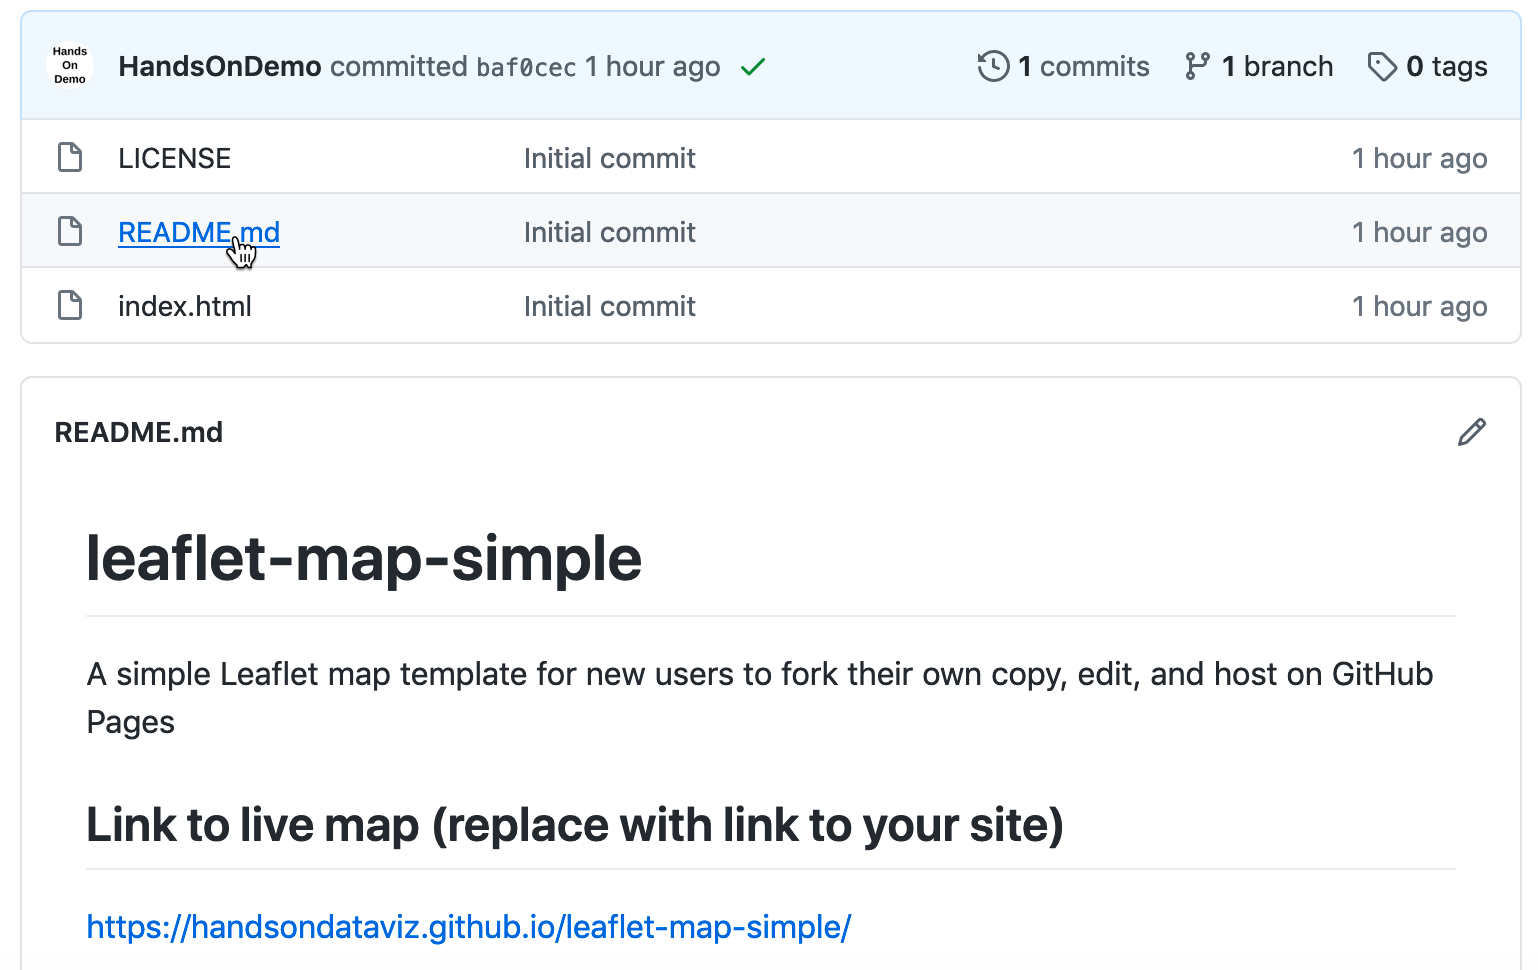 Hands
On
Demo
HandsOnDemo committed baf0cec 1 hour ago 1 commits 1 branch 0 tags
LICENSE Initial commit 1 hour ago
README.md Initial commit 1 hour ago
index.html Initial commit 1 hour ago
README.md
leaflet-map-simple
A simple Leaflet map template for new users to fork their own copy, edit, and host on GitHub
Pages
Link to live map (replace with link to your site)
https://handsondataviz.github.io/leaflet-map-simple/